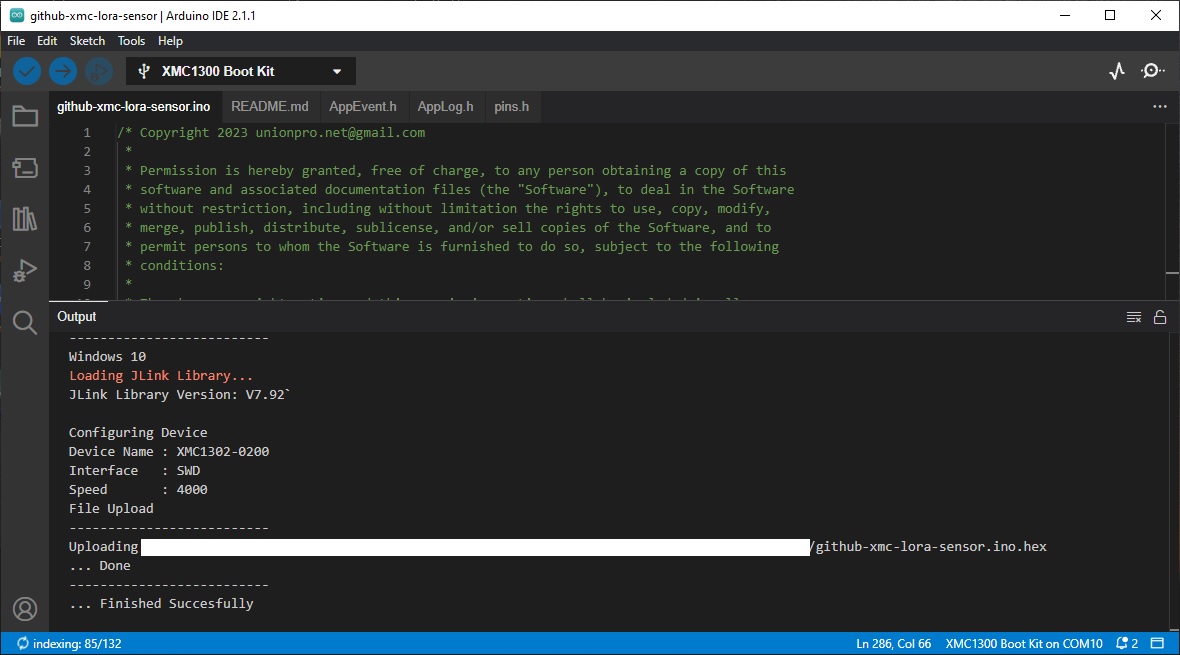 github-xmc-lora-sensor | Arduino IDE 2.1.1
File Edit Sketch Tools Help
XMC1300 Boot Kit
github-xmc-lora-sensor.ino README.md AppEvent.h AppLog.h pins.h
1 /* Copyright 2023 unionpro.net@gmail.com
2 *
3 * Permission is hereby granted, free of charge, to any person obtaining a copy of this
4 * software and associated documentation files (the "Software"), to deal in the Software
5 * without restriction, including without limitation the rights to use, copy, modify,
6 * merge, publish, distribute, sublicense, and/or sell copies of the Software, and to
7 * permit persons to whom the Software is furnished to do so, subject to the following
8 * conditions:
9 *
Output
--------------------------
Windows 10
Loading JLink Library...
JLink Library Version: V7.92`
Configuring Device
Device Name : XMC1302-0200
Interface : SWD
Speed : 4000
File Upload
--------------------------
Uploading /github-xmc-lora-sensor.ino.hex
... Done
--------------------------
... Finished Succesfully
indexing: 85/132 Ln 286, Col 66 XMC1300 Boot Kit on COM10 2